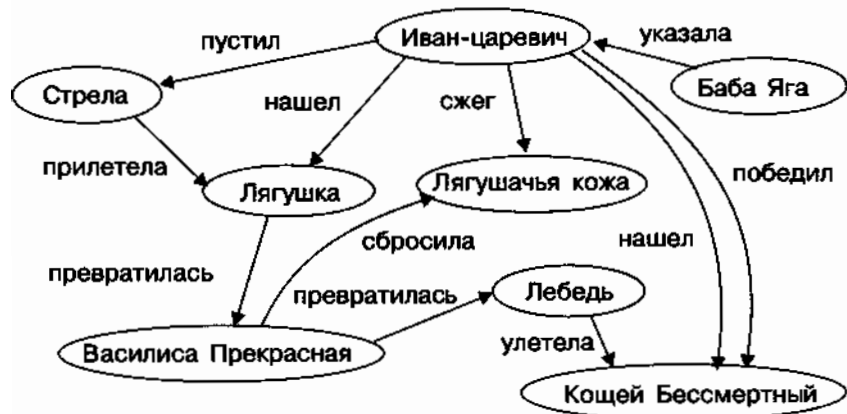 Иван-царевич
пустил
указала
Стрела
нашел
сжег
Баба Яга
прилетела
Лягушка
Лягушачья кожа
победил
сбросила
нашел
превратилась
превратилась
Лебедь
Василиса Прекрасная
улетела
Кощей Бессмертный